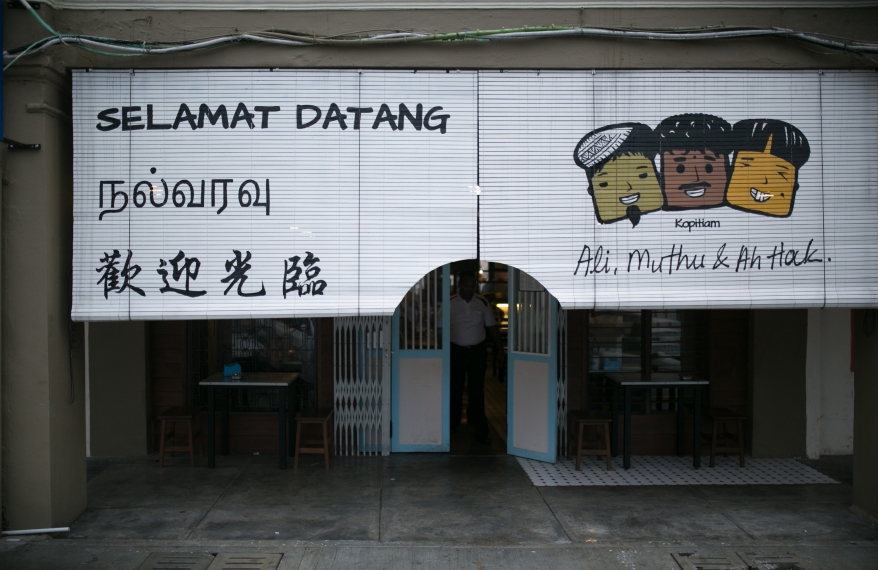 SELAMAT DATANG
நல்வரவு
歡迎光臨
Kopitiam
Ali, Muthu & Ah Hock.